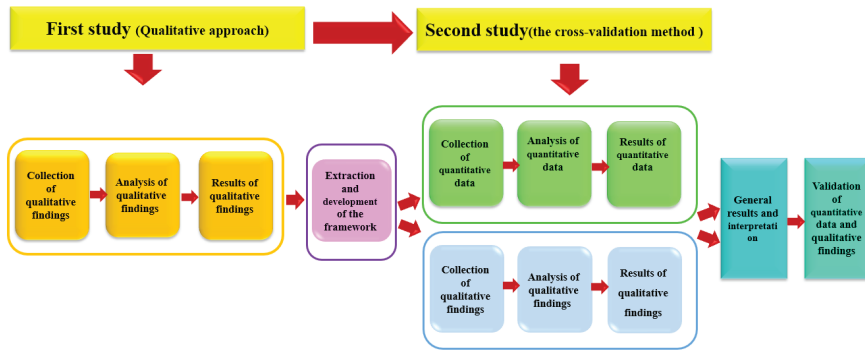 First study (Qualitative approach)
Second study(the cross-validation method )
Collection
of
qualitative
findings
Analysis of
qualitative
findings
Results of
qualitative
findings
Extraction
and
development
of the
framework
Collection
of
quantitative
data
Analysis of
quantitative
data
Results of
quantitative
data
Collection
of
qualitative
findings
Analysis of
qualitative
findings
Results of
qualitative
findings
General
results and
interpretati
on
Validation
of
quantitative
data and
qualitative
findings